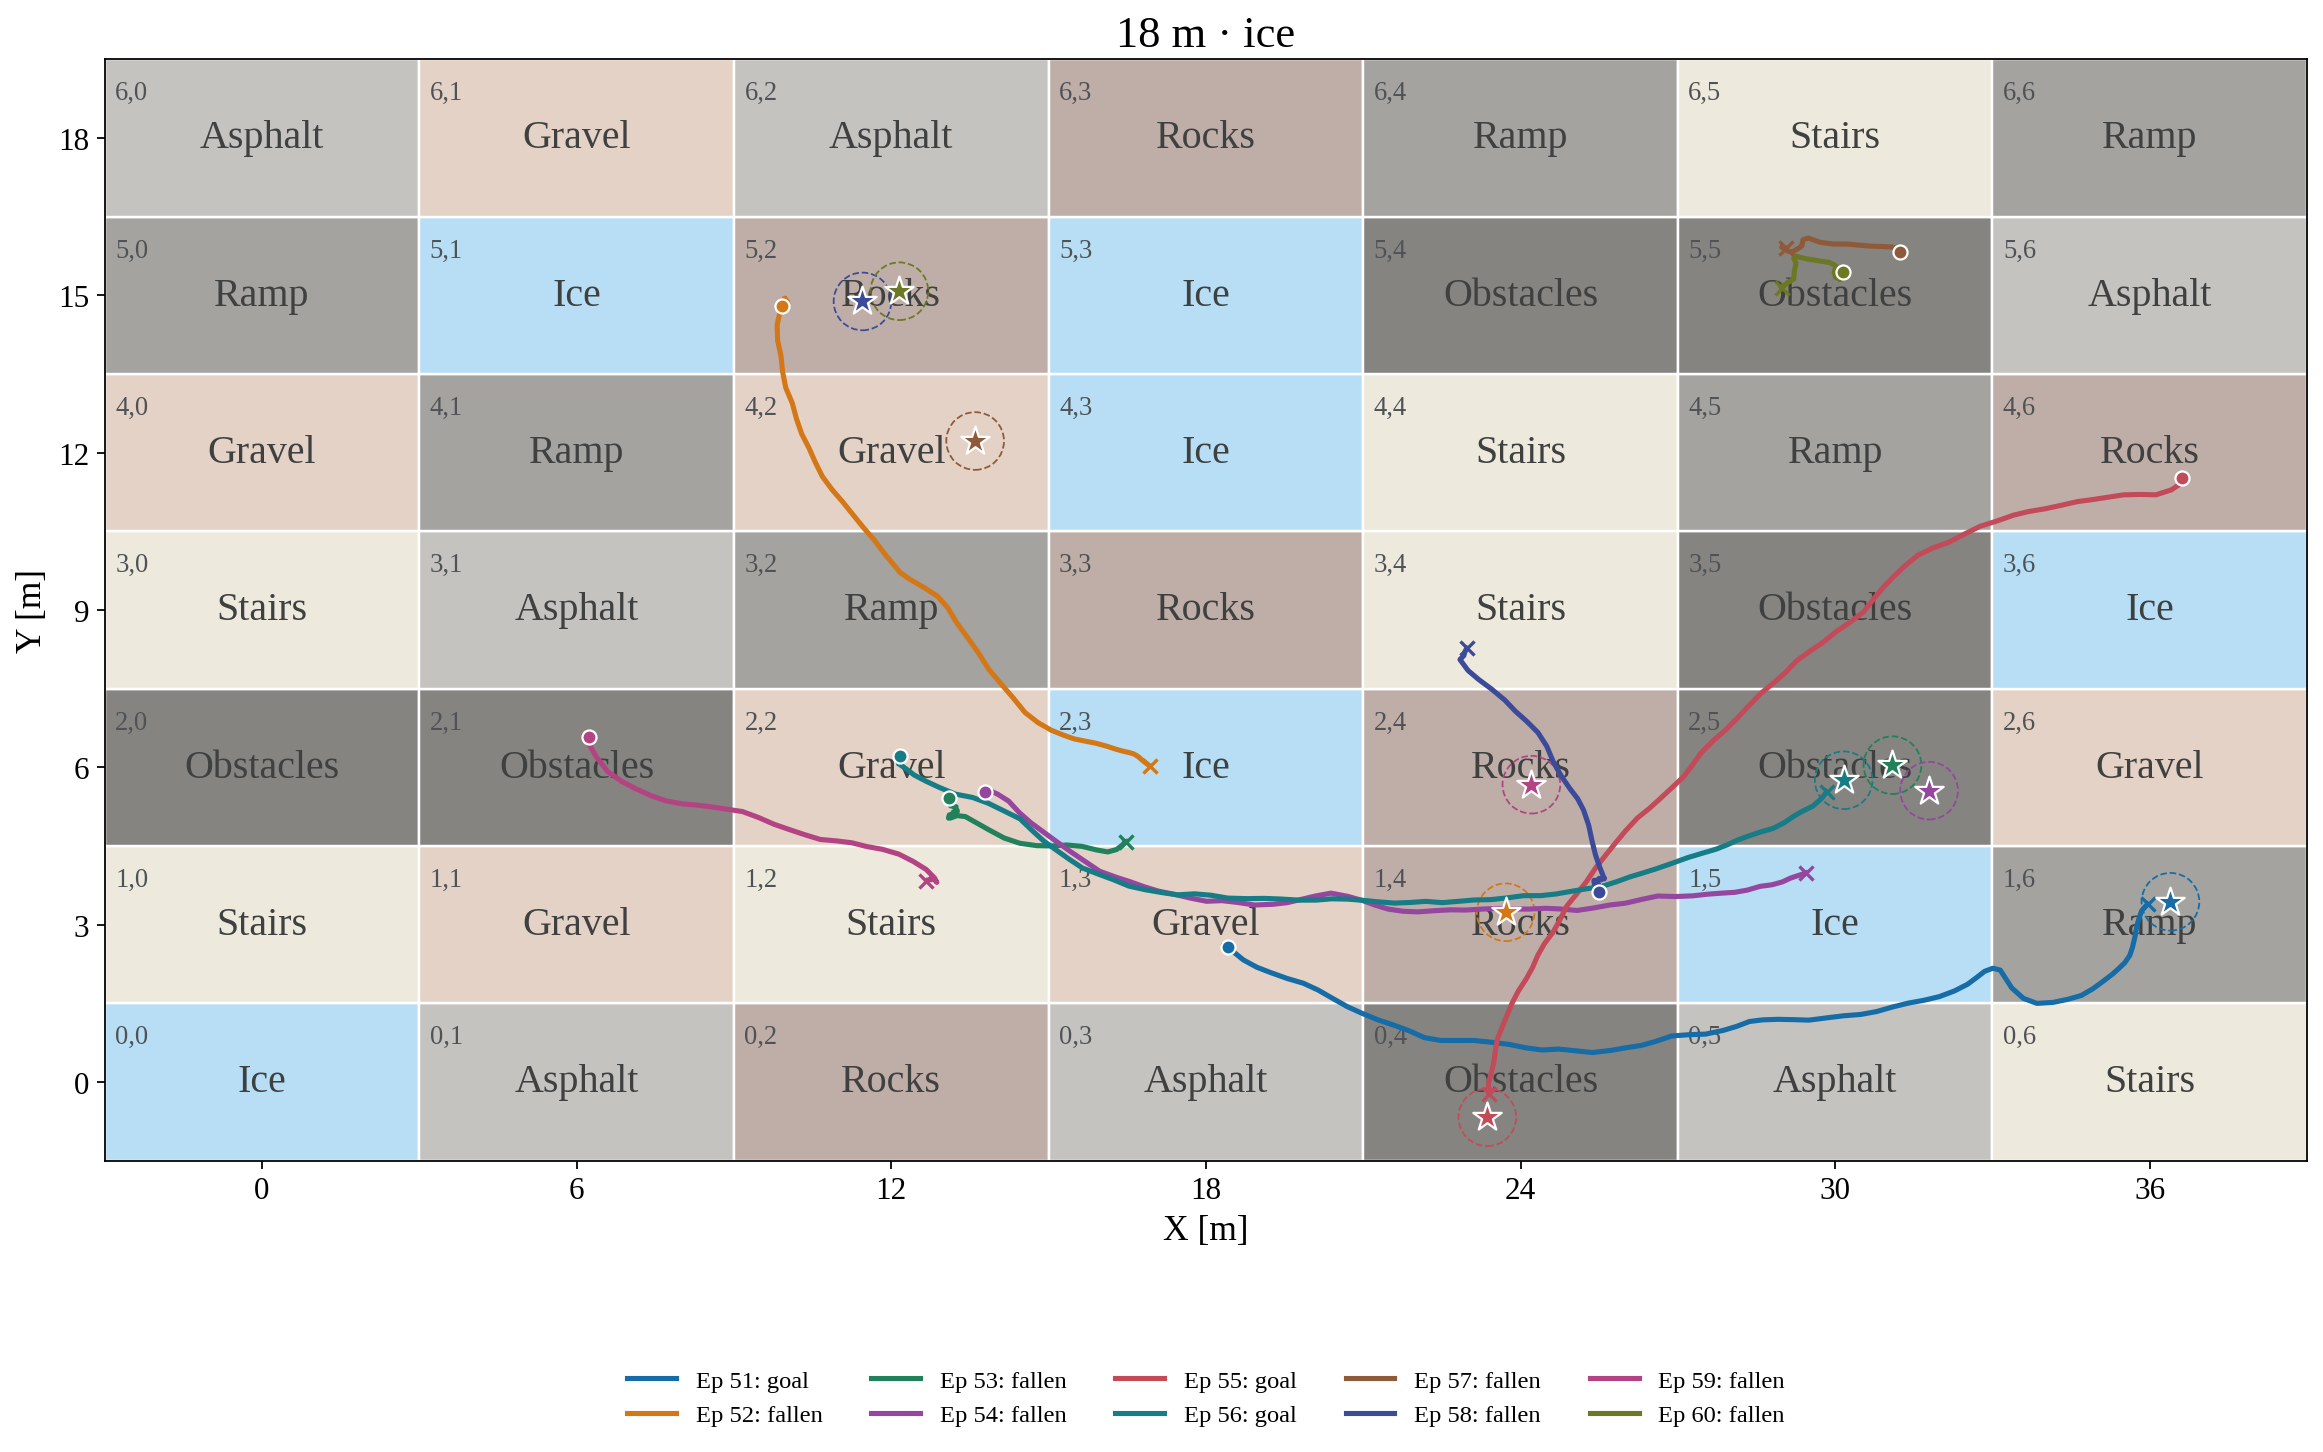 18 m · ice
6,0 6,1 6,2 6,3 6,4 6,5 6,6
Asphalt Gravel Asphalt Rocks Ramp Stairs Ramp
5,0 5,1 5,2 5,3 5,4 5,5 5,6
Ramp Ice Rocks Ice Obstacles Obstacles Asphalt
4,0 4,1 4,2 4,3 4,4 4,5 4,6
Gravel Ramp Gravel Ice Stairs Ramp Rocks
3,0 3,1 3,2 3,3 3,4 3,5 3,6
Stairs Asphalt Ramp Rocks Stairs Obstacles Ice
2,0 2,1 2,2 2,3 2,4 2,5 2,6
Obstacles Obstacles Gravel Ice Rocks Obstacles Gravel
1,0 1,1 1,2 1,3 1,4 1,5 1,6
Stairs Gravel Stairs Gravel Rocks Ice Ramp
0,0 0,1 0,2 0,3 0,4 0,5 0,6
Ice Asphalt Rocks Asphalt Obstacles Asphalt Stairs
18
15
12
9
6
3
0
Y [m]
0 6 12 18 24 30 36
X [m]
Ep 51: goal Ep 53: fallen Ep 55: goal Ep 57: fallen Ep 59: fallen
Ep 52: fallen Ep 54: fallen Ep 56: goal Ep 58: fallen Ep 60: fallen